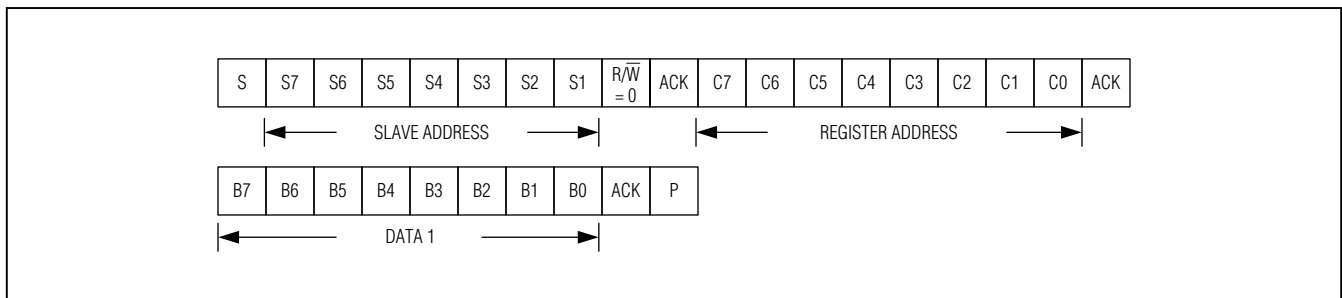 S S7 S6 S5 S4 S3 S2 S1 R/W̅ = 0 ACK C7 C6 C5 C4 C3 C2 C1 C0 ACK
SLAVE ADDRESS REGISTER ADDRESS
B7 B6 B5 B4 B3 B2 B1 B0 ACK P
DATA 1